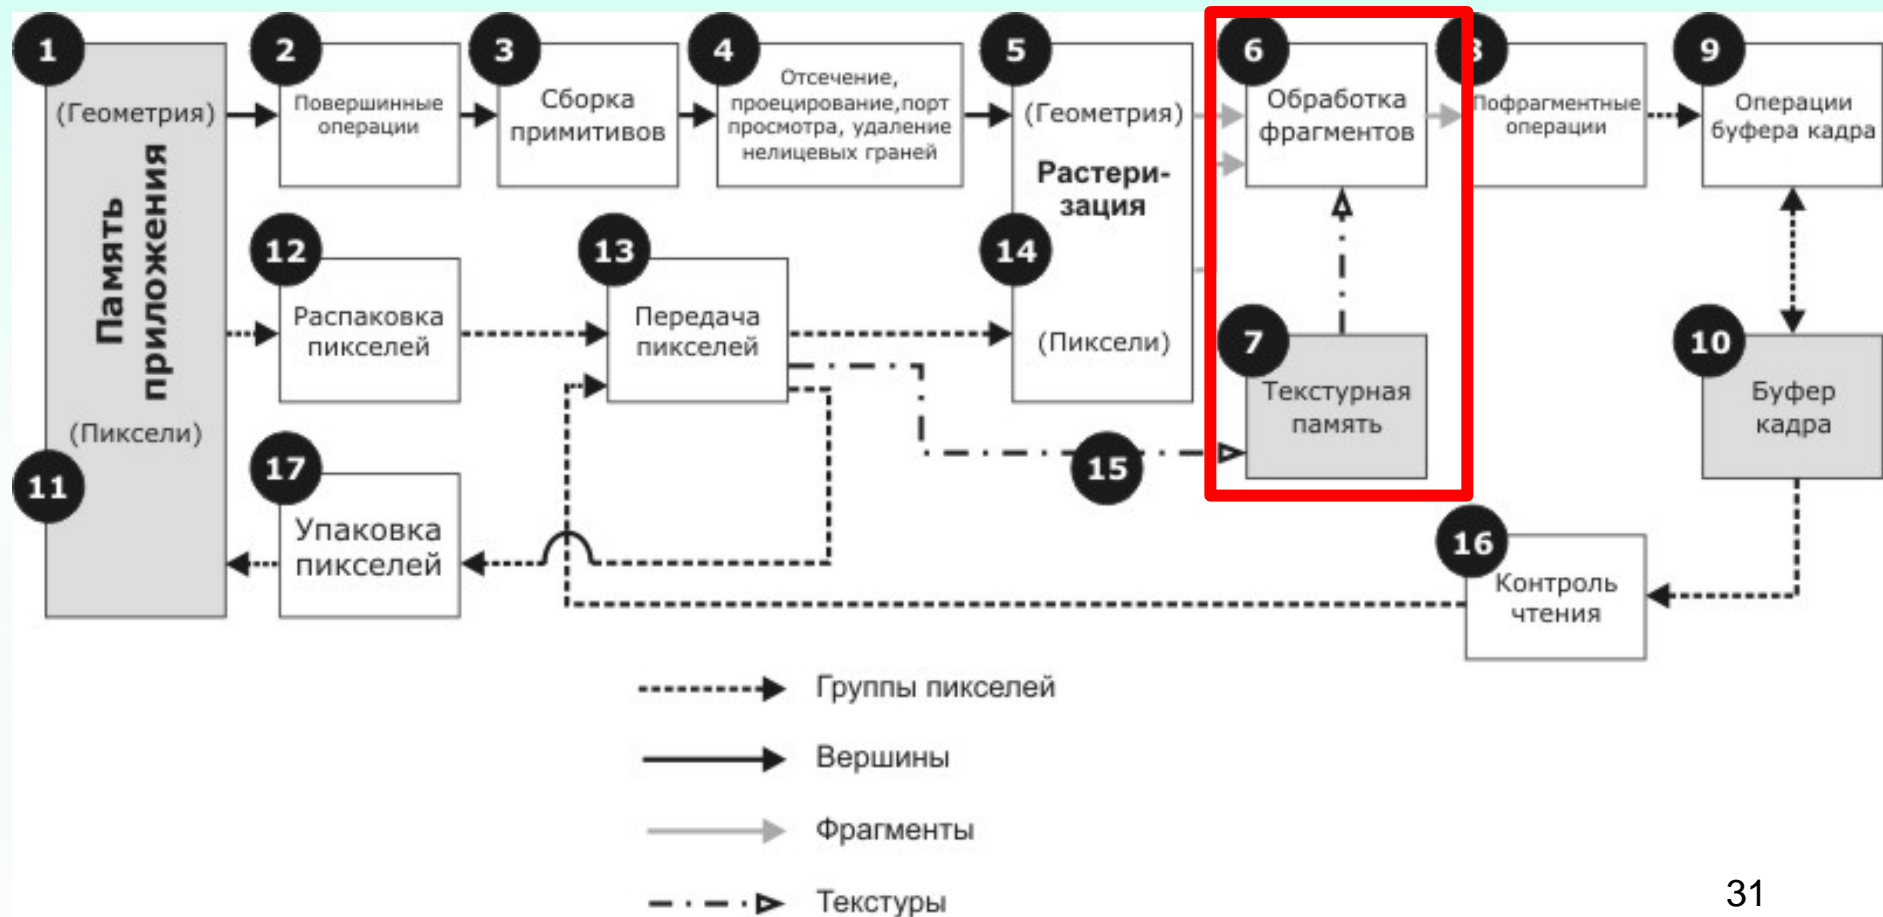 1
(Геометрия)
Память
приложения
(Пиксели)
11
2
Повершинные
операции
3
Сборка
примитивов
4
Отсечение,
проецирование,порт
просмотра, удаление
нелицевых граней
5
(Геометрия)
Растери-
зация
14
(Пиксели)
6
Обработка
фрагментов
8
Пофрагментные
операции
9
Операции
буфера кадра
12
Распаковка
пикселей
13
Передача
пикселей
7
Текстурная
память
10
Буфер
кадра
17
Упаковка
пикселей
15
16
Контроль
чтения
Группы пикселей
Вершины
Фрагменты
Текстуры
31